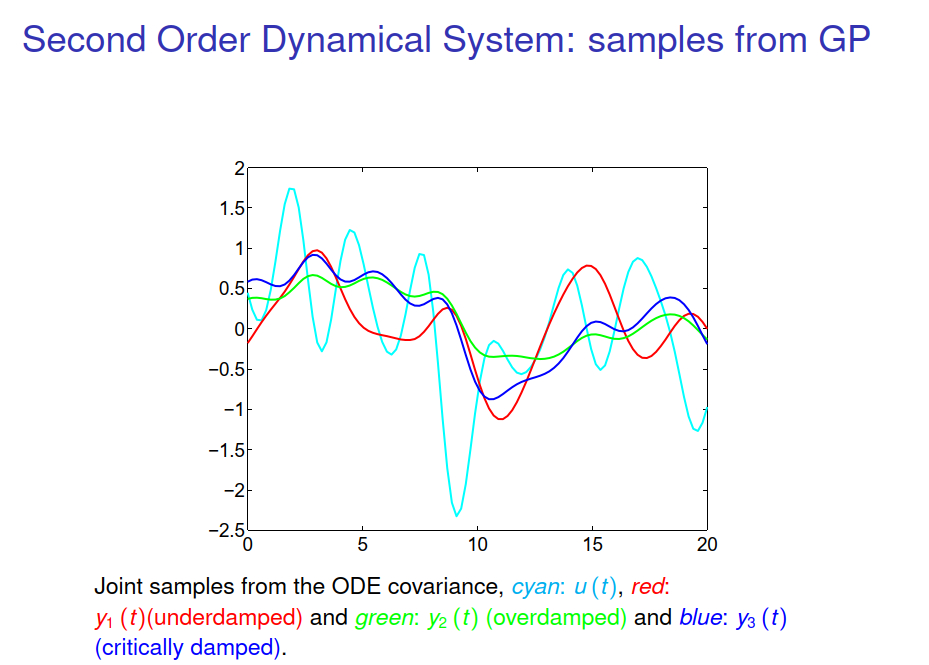 Second Order Dynamical System: samples from GP
2
1.5
1
0.5
0
−0.5
−1
−1.5
−2
−2.5
0 5 10 15 20
Joint samples from the ODE covariance, cyan: u (t), red:
y₁ (t)(underdamped) and green: y₂ (t) (overdamped) and blue: y₃ (t)
(critically damped).